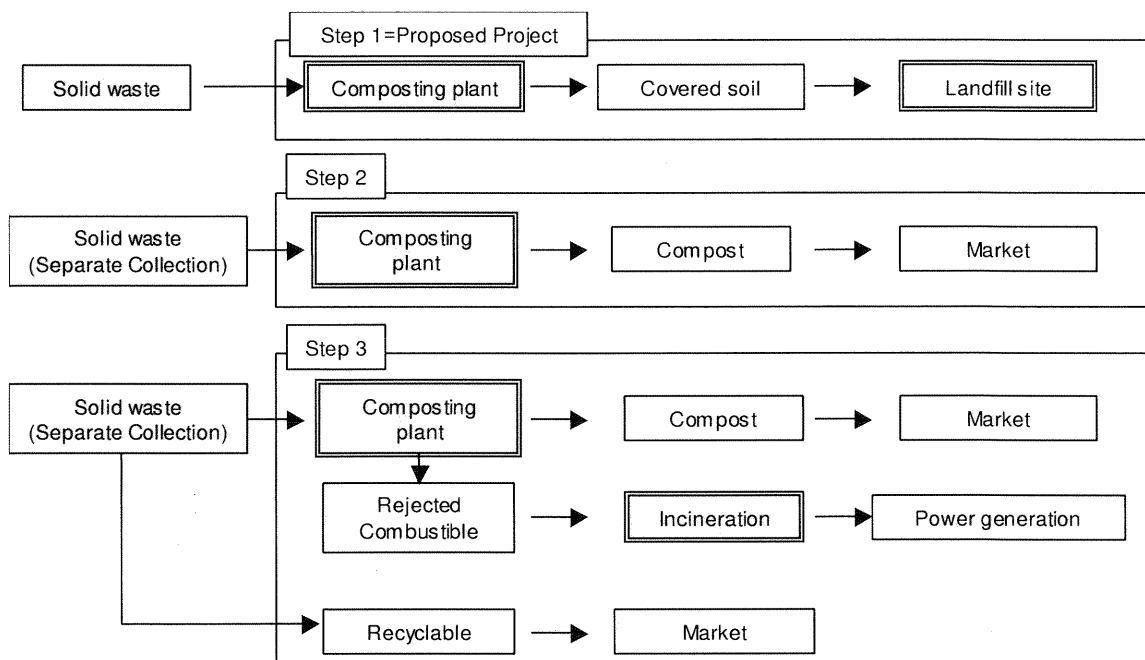 Step 1=Proposed Project
Solid waste
Composting plant
Covered soil
Landfill site
Step 2
Solid waste
(Separate Collection)
Composting
plant
Compost
Market
Step 3
Solid waste
(Separate Collection)
Composting
plant
Compost
Market
Rejected
Combustible
Incineration
Power generation
Recyclable
Market